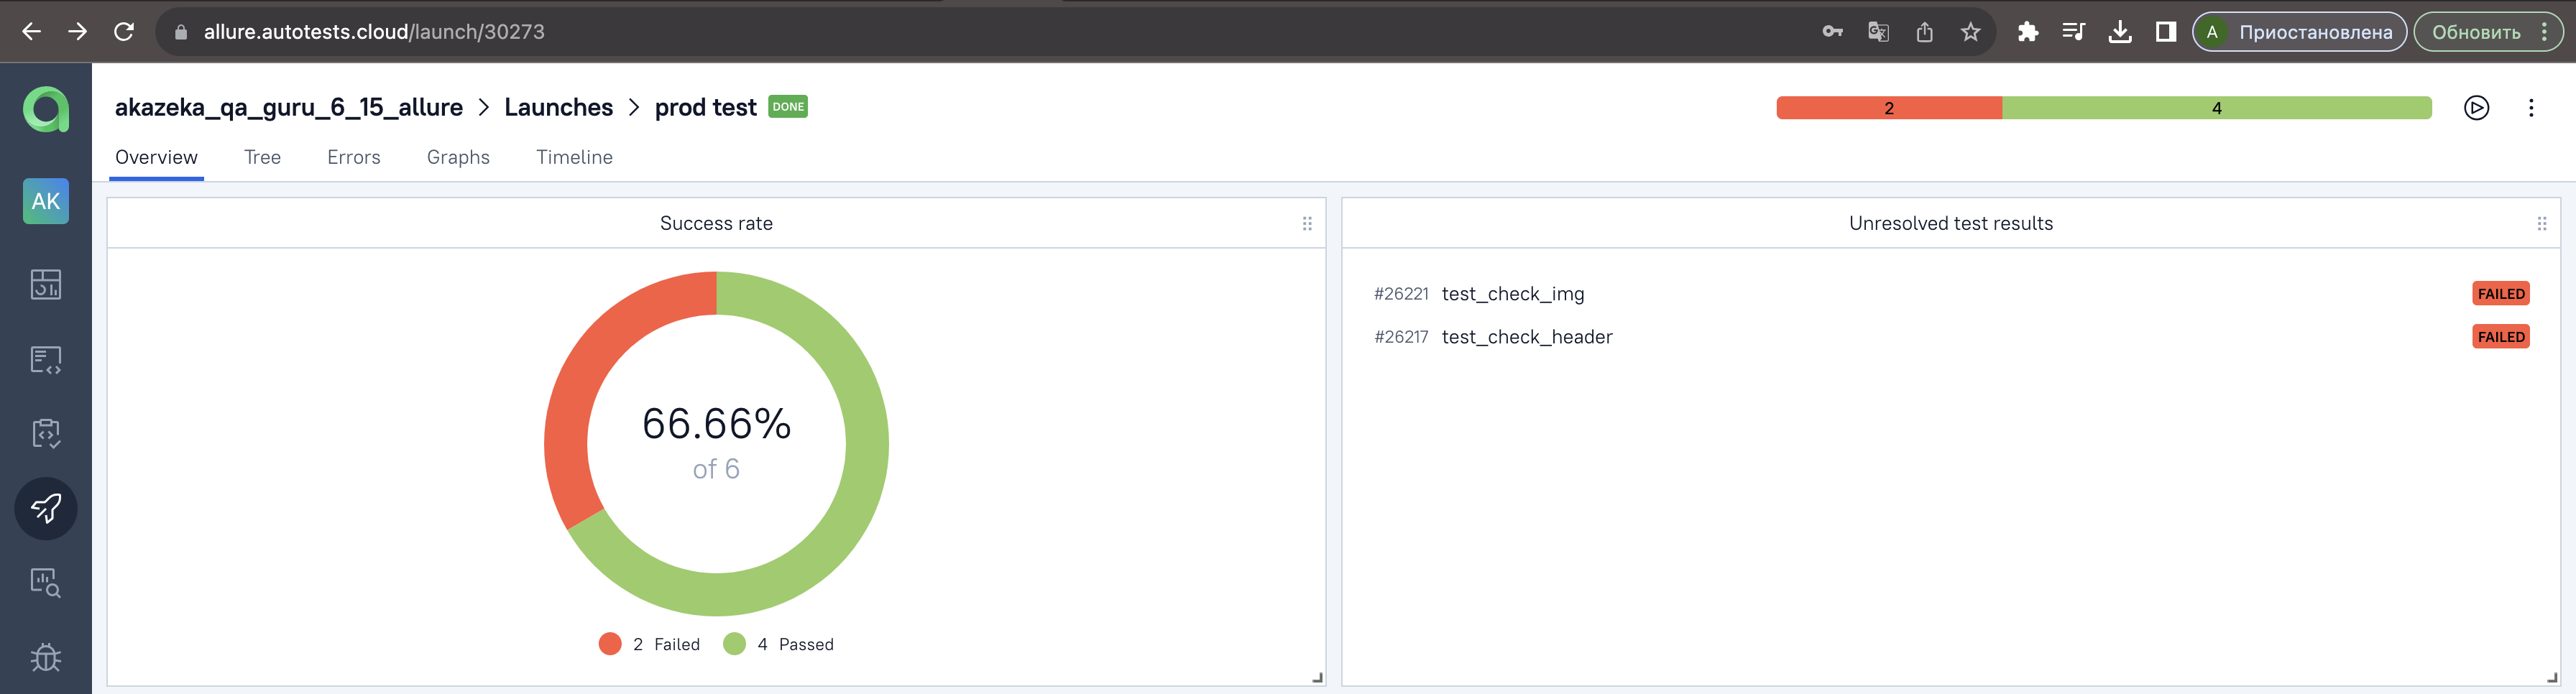 allure.autotests.cloud/launch/30273
A Приостановлена
Обновить
akazeka_qa_guru_6_15_allure > Launches > prod test DONE
2 4
AK
Overview Tree Errors Graphs Timeline
Success rate
66.66%
of 6
2 Failed 4 Passed
Unresolved test results
#26221 test_check_img FAILED
#26217 test_check_header FAILED